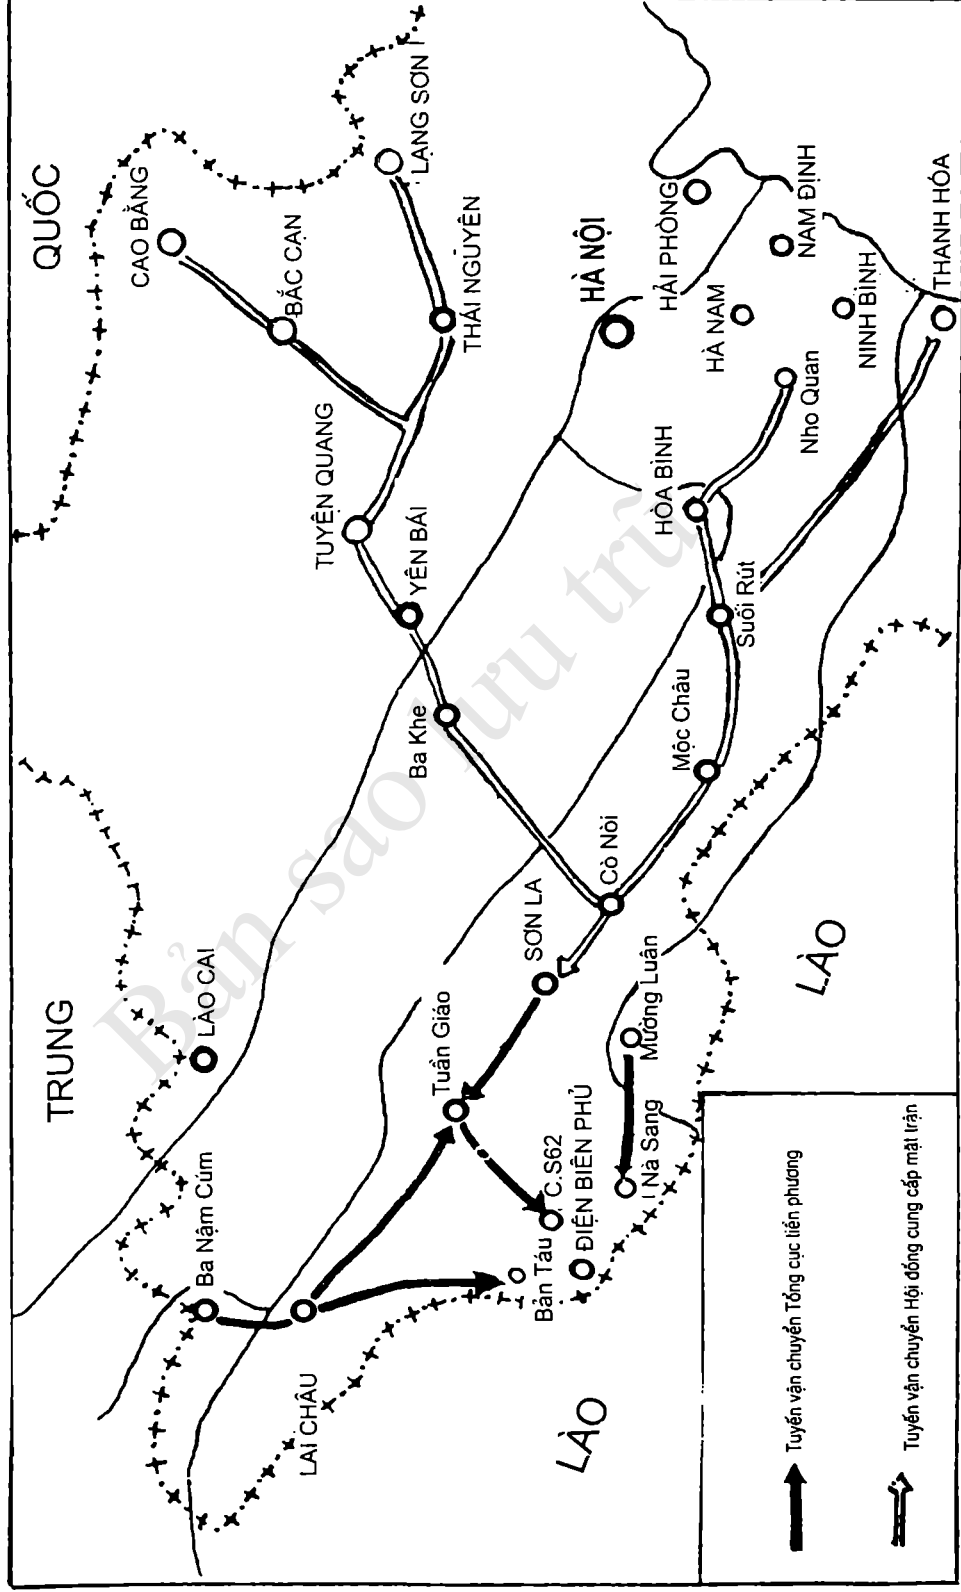 TRUNG
QUỐC
CAO BẰNG
BẮC CẠN
LẠNG SƠN
THÁI NGUYÊN
TUYÊN QUANG
YÊN BÁI
Ba Khe
LÀO CAI
Ba Nậm Cúm
LAI CHÂU
Tuần Giáo
SƠN LA
Cò Nòi
Mộc Châu
Suối Rút
HÒA BÌNH
Nho Quan
HÀ NỘI
HẢI PHÒNG
HÀ NAM
NAM ĐỊNH
NINH BÌNH
THANH HÓA
Bản Táu
C.S62
ĐIỆN BIÊN PHỦ
Nà Sang
Mường Luân
LÀO
LÀO
Tuyến vận chuyển Tổng cục tiền phương
Tuyến vận chuyển Hội đồng cung cấp mặt trận
Bản sao lưu trữ